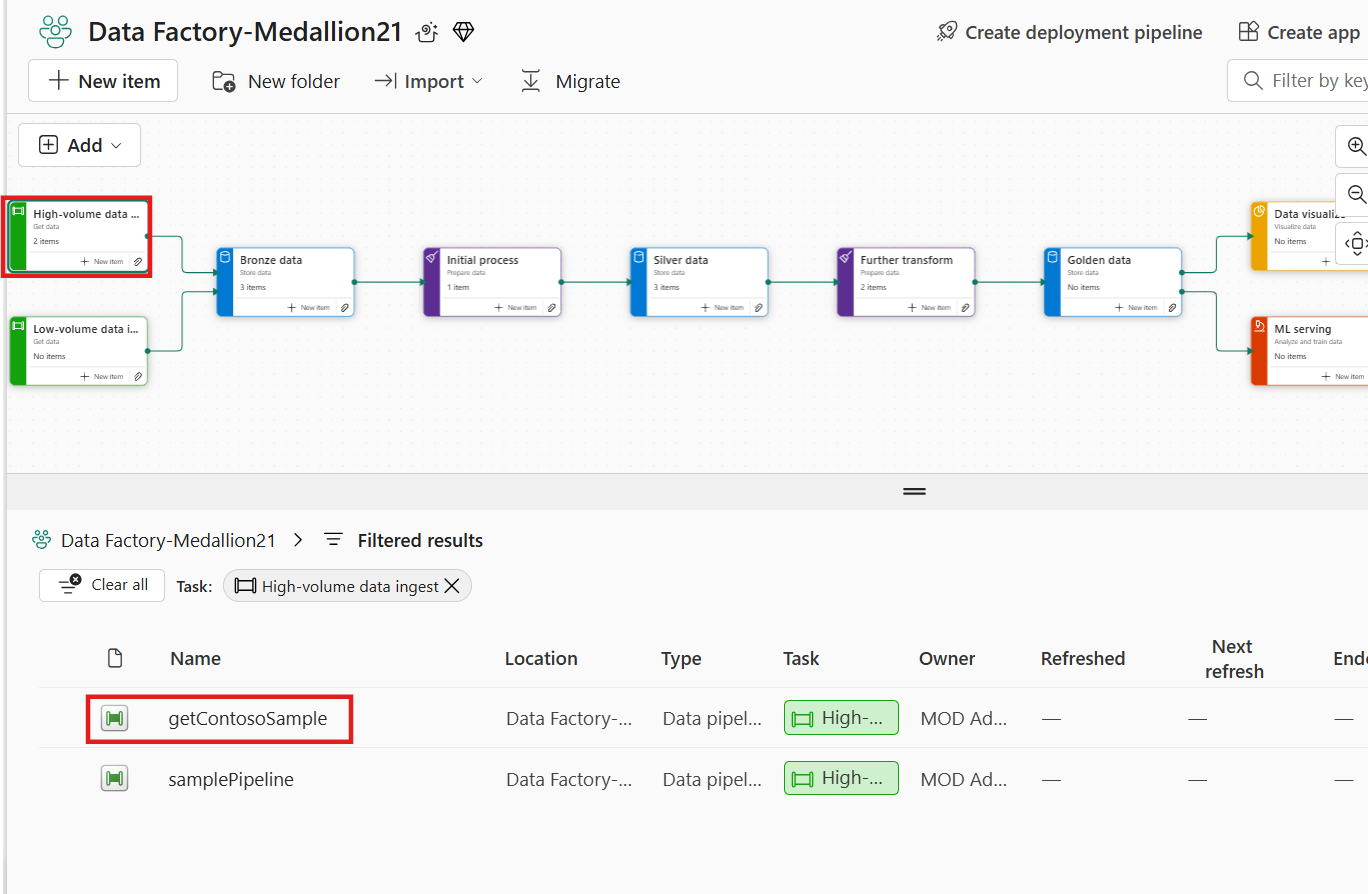 Data Factory-Medallion21
Create deployment pipeline
Create app
New item
New folder
Import
Migrate
Filter by key
Add
High-volume data ...
Get data
2 items
New item
Low-volume data i...
Get data
No items
New item
Bronze data
Store data
3 items
New item
Initial process
Prepare data
1 item
New item
Silver data
Store data
3 items
New item
Further transform
Prepare data
2 items
New item
Golden data
Store data
No items
New item
Data visualiz
Visualize data
No items
ML serving
Analyze and train data
No items
New item
Data Factory-Medallion21 > Filtered results
Clear all
Task:
High-volume data ingest
Name Location Type Task Owner Refreshed Next refresh Ende
getContosoSample Data Factory-... Data pipel... High-... MOD Ad... — — —
samplePipeline Data Factory-... Data pipel... High-... MOD Ad... — — —